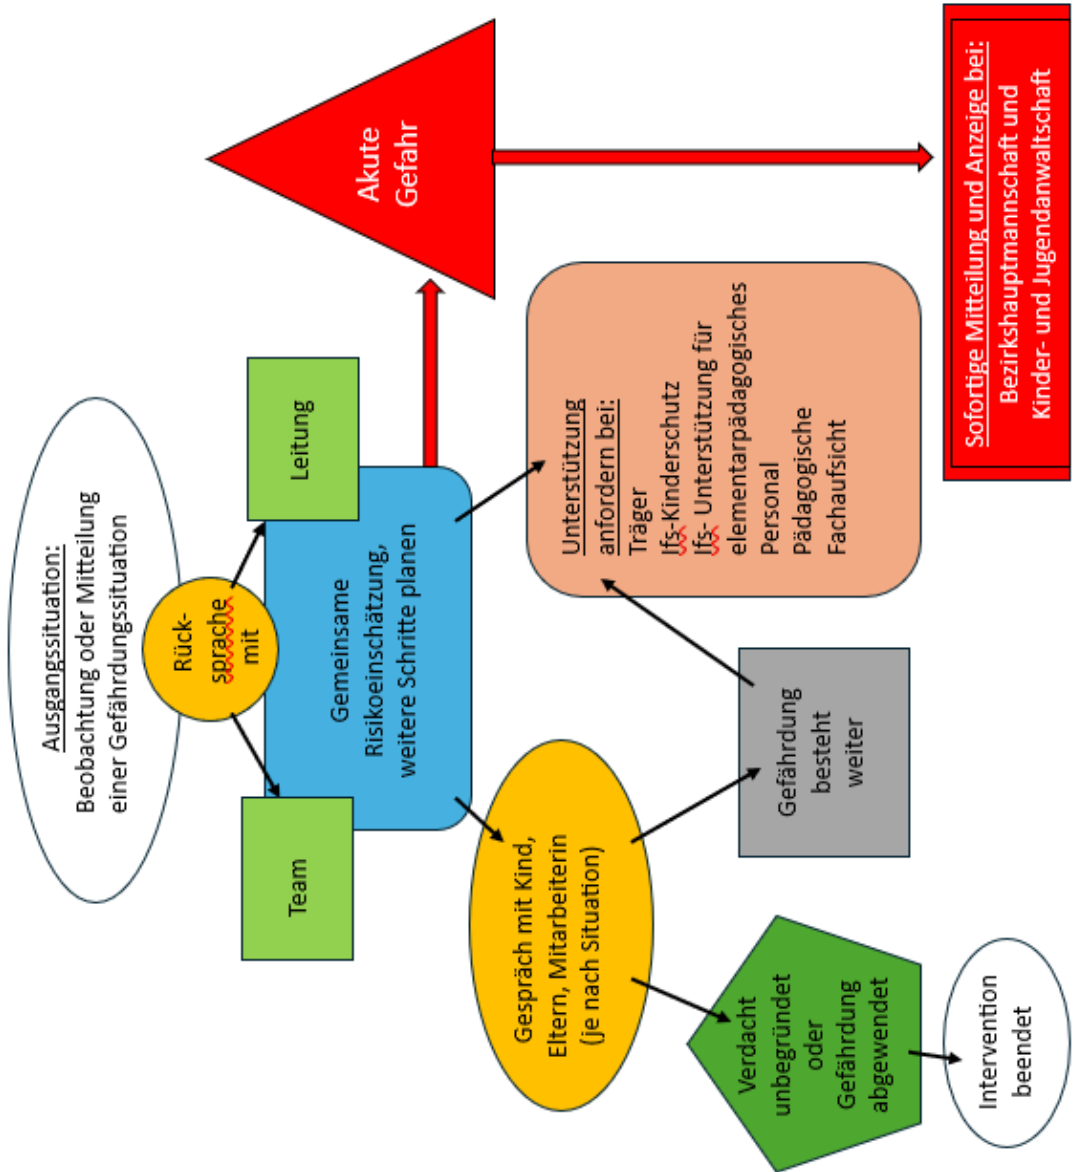 Ausgangssituation:
Beobachtung oder Mitteilung
einer Gefährdungssituation
Rück-
sprache
mit
Team
Leitung
Gemeinsame
Risikoeinschätzung,
weitere Schritte planen
Akute
Gefahr
Gespräch mit Kind,
Eltern, Mitarbeiterin
(je nach Situation)
Unterstützung
anfordern bei:
Träger
Ifs-Kinderschutz
Ifs- Unterstützung für
elementarpädagogisches
Personal
Pädagogische
Fachaufsicht
Verdacht
unbegründet
oder
Gefährdung
abgewendet
Gefährdung
besteht
weiter
Intervention
beendet
Sofortige Mitteilung und Anzeige bei:
Bezirkshauptmannschaft und
Kinder- und Jugendanwaltschaft